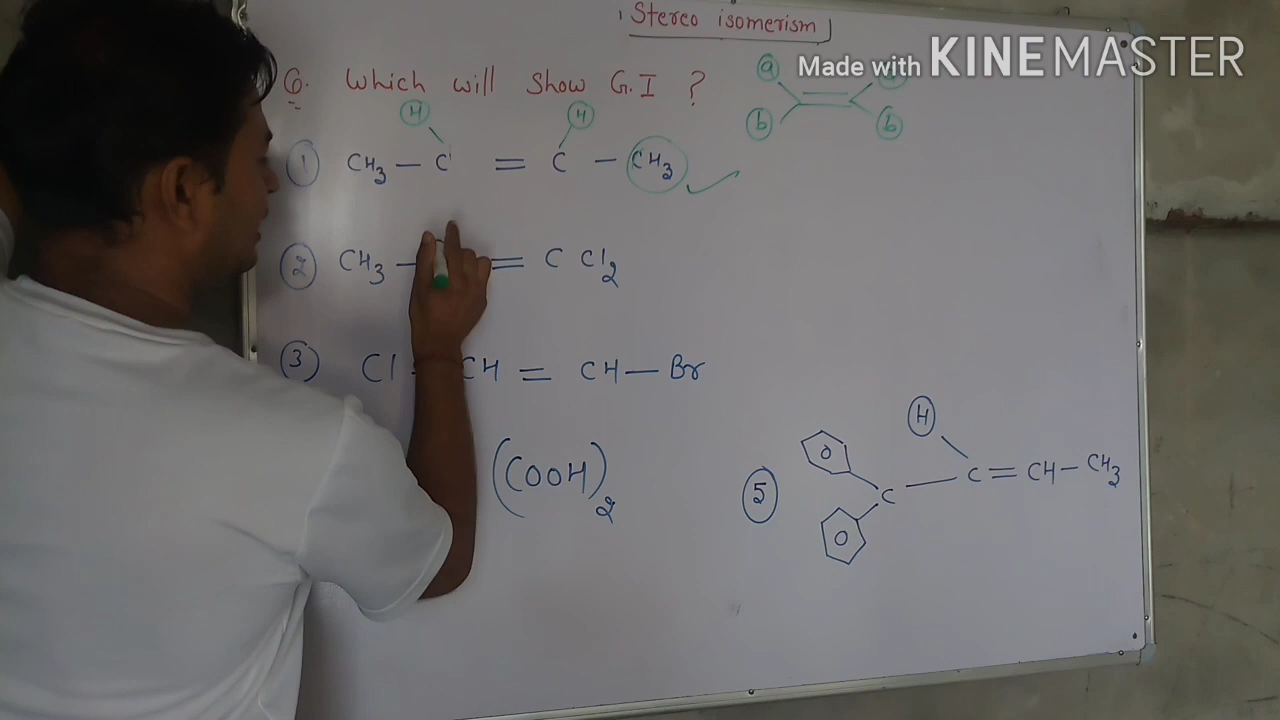 Stereo isomerism
Made with KINEMASTER
Q. Which will show G.I ?
a
b b
H H
① CH3 — C = C — CH3
② CH3 — = C Cl2
③ Cl - CH = CH — Br
(COOH)2
⑤ C — C = CH — CH3
H